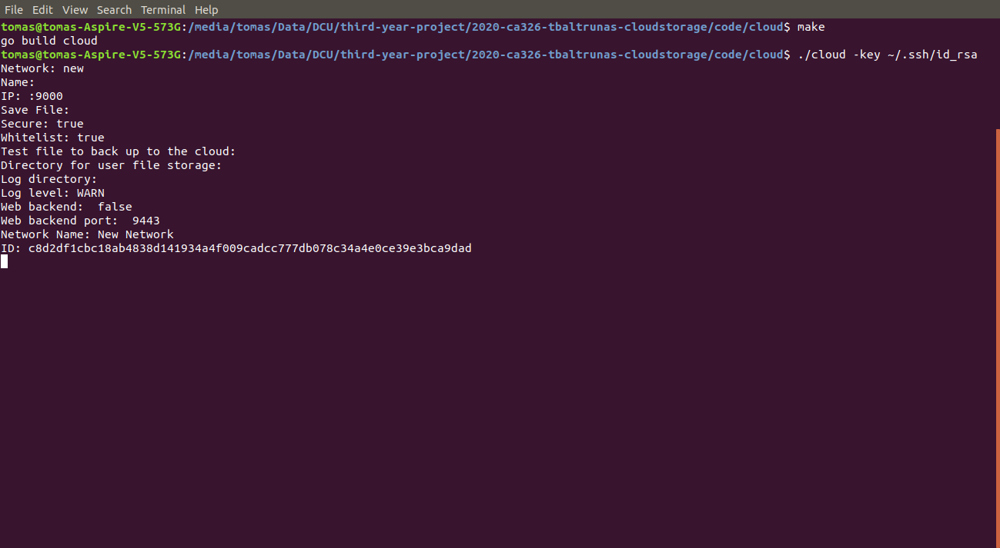 File Edit View Search Terminal Help
tomas@tomas-Aspire-V5-573G:/media/tomas/Data/DCU/third-year-project/2020-ca326-tbaltrunas-cloudstorage/code/cloud$ make
go build cloud
tomas@tomas-Aspire-V5-573G:/media/tomas/Data/DCU/third-year-project/2020-ca326-tbaltrunas-cloudstorage/code/cloud$ ./cloud -key ~/.ssh/id_rsa
Network: new
Name:
IP: :9000
Save File:
Secure: true
Whitelist: true
Test file to back up to the cloud:
Directory for user file storage:
Log directory:
Log level: WARN
Web backend:  false
Web backend port:  9443
Network Name: New Network
ID: c8d2df1cbc18ab4838d141934a4f009cadcc777db078c34a4e0ce39e3bca9dad